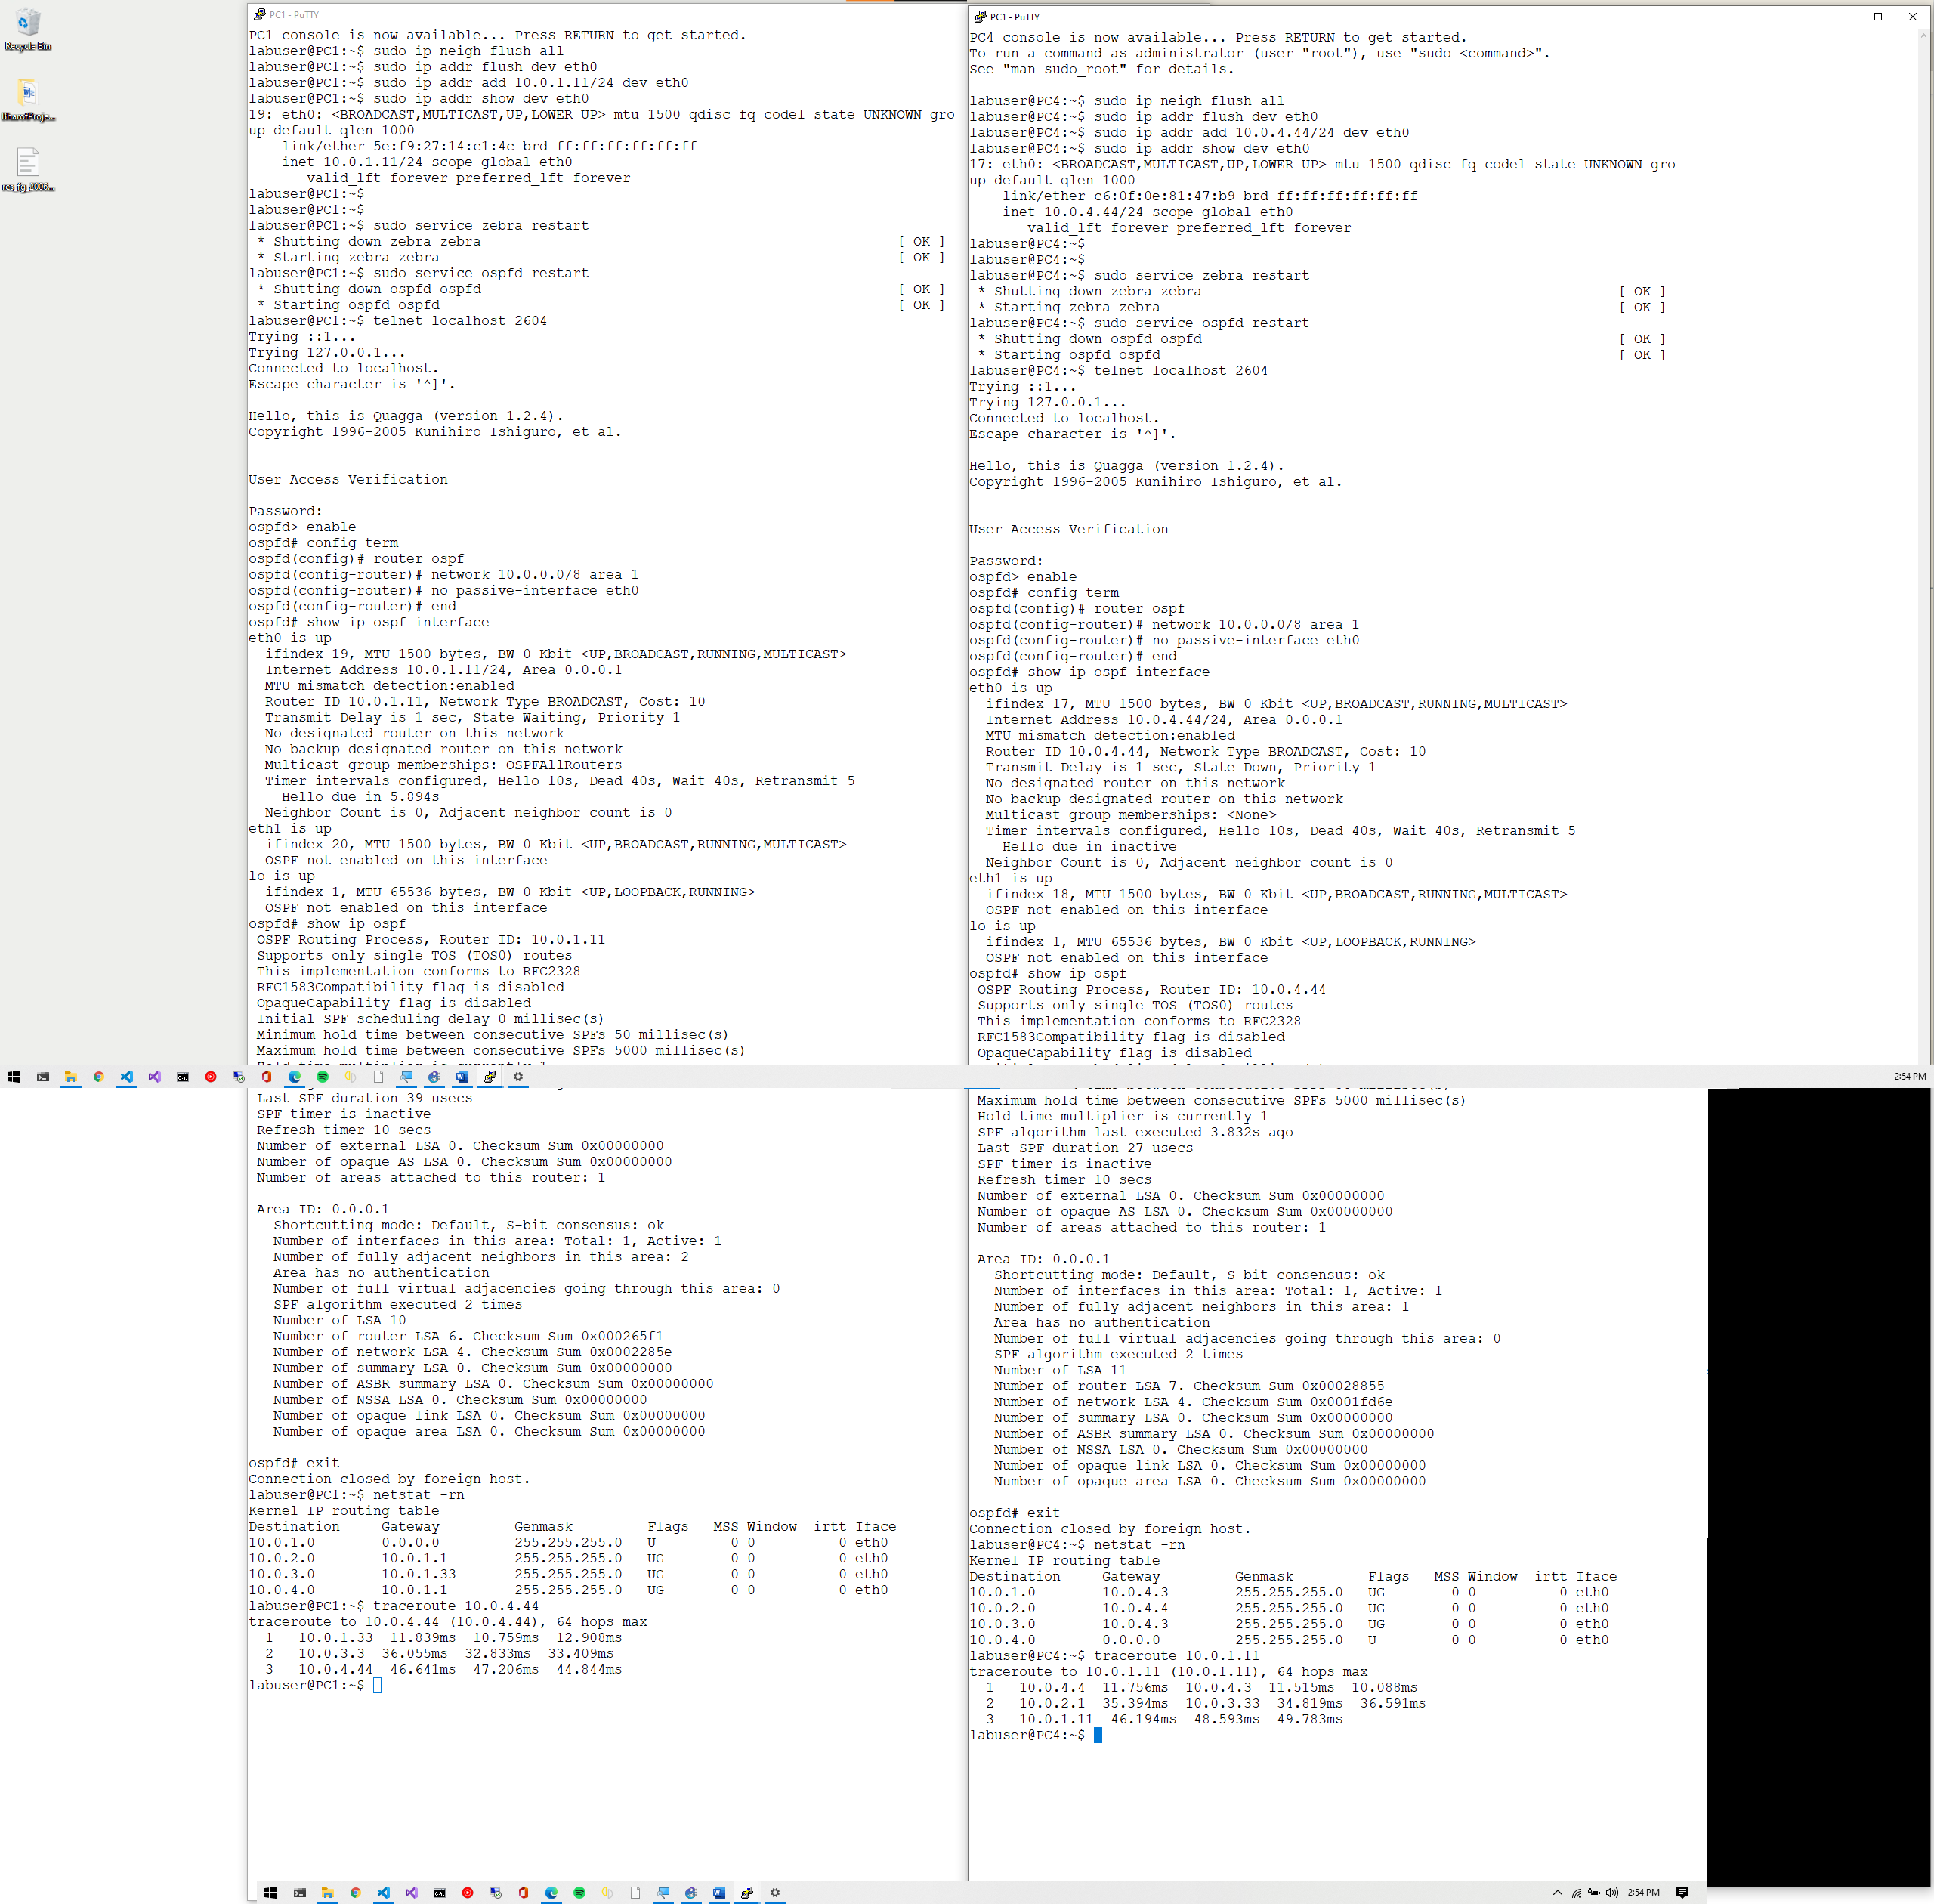 Recycle Bin
BharatProje...
res_fg_2006...
PC1 - PuTTY
PC1 console is now available... Press RETURN to get started.
labuser@PC1:~$ sudo ip neigh flush all
labuser@PC1:~$ sudo ip addr flush dev eth0
labuser@PC1:~$ sudo ip addr add 10.0.1.11/24 dev eth0
labuser@PC1:~$ sudo ip addr show dev eth0
19: eth0: <BROADCAST,MULTICAST,UP,LOWER_UP> mtu 1500 qdisc fq_codel state UNKNOWN gro
up default qlen 1000
    link/ether 5e:f9:27:14:c1:4c brd ff:ff:ff:ff:ff:ff
    inet 10.0.1.11/24 scope global eth0
       valid_lft forever preferred_lft forever
labuser@PC1:~$
labuser@PC1:~$
labuser@PC1:~$ sudo service zebra restart
 * Shutting down zebra zebra [ OK ]
 * Starting zebra zebra [ OK ]
labuser@PC1:~$ sudo service ospfd restart
 * Shutting down ospfd ospfd [ OK ]
 * Starting ospfd ospfd [ OK ]
labuser@PC1:~$ telnet localhost 2604
Trying ::1...
Trying 127.0.0.1...
Connected to localhost.
Escape character is '^]'.
Hello, this is Quagga (version 1.2.4).
Copyright 1996-2005 Kunihiro Ishiguro, et al.
User Access Verification
Password:
ospfd> enable
ospfd# config term
ospfd(config)# router ospf
ospfd(config-router)# network 10.0.0.0/8 area 1
ospfd(config-router)# no passive-interface eth0
ospfd(config-router)# end
ospfd# show ip ospf interface
eth0 is up
  ifindex 19, MTU 1500 bytes, BW 0 Kbit <UP,BROADCAST,RUNNING,MULTICAST>
  Internet Address 10.0.1.11/24, Area 0.0.0.1
  MTU mismatch detection:enabled
  Router ID 10.0.1.11, Network Type BROADCAST, Cost: 10
  Transmit Delay is 1 sec, State Waiting, Priority 1
  No designated router on this network
  No backup designated router on this network
  Multicast group memberships: OSPFAllRouters
  Timer intervals configured, Hello 10s, Dead 40s, Wait 40s, Retransmit 5
    Hello due in 5.894s
  Neighbor Count is 0, Adjacent neighbor count is 0
eth1 is up
  ifindex 20, MTU 1500 bytes, BW 0 Kbit <UP,BROADCAST,RUNNING,MULTICAST>
  OSPF not enabled on this interface
lo is up
  ifindex 1, MTU 65536 bytes, BW 0 Kbit <UP,LOOPBACK,RUNNING>
  OSPF not enabled on this interface
ospfd# show ip ospf
 OSPF Routing Process, Router ID: 10.0.1.11
 Supports only single TOS (TOS0) routes
 This implementation conforms to RFC2328
 RFC1583Compatibility flag is disabled
 OpaqueCapability flag is disabled
 Initial SPF scheduling delay 0 millisec(s)
 Minimum hold time between consecutive SPFs 50 millisec(s)
 Maximum hold time between consecutive SPFs 5000 millisec(s)
 Last SPF duration 39 usecs
 SPF timer is inactive
 Refresh timer 10 secs
 Number of external LSA 0. Checksum Sum 0x00000000
 Number of opaque AS LSA 0. Checksum Sum 0x00000000
 Number of areas attached to this router: 1
 Area ID: 0.0.0.1
   Shortcutting mode: Default, S-bit consensus: ok
   Number of interfaces in this area: Total: 1, Active: 1
   Number of fully adjacent neighbors in this area: 2
   Area has no authentication
   Number of full virtual adjacencies going through this area: 0
   SPF algorithm executed 2 times
   Number of LSA 10
   Number of router LSA 6. Checksum Sum 0x000265f1
   Number of network LSA 4. Checksum Sum 0x0002285e
   Number of summary LSA 0. Checksum Sum 0x00000000
   Number of ASBR summary LSA 0. Checksum Sum 0x00000000
   Number of NSSA LSA 0. Checksum Sum 0x00000000
   Number of opaque link LSA 0. Checksum Sum 0x00000000
   Number of opaque area LSA 0. Checksum Sum 0x00000000
ospfd# exit
Connection closed by foreign host.
labuser@PC1:~$ netstat -rn
Kernel IP routing table
Destination     Gateway         Genmask         Flags   MSS Window  irtt Iface
10.0.1.0        0.0.0.0         255.255.255.0   U         0 0          0 eth0
10.0.2.0        10.0.1.1        255.255.255.0   UG        0 0          0 eth0
10.0.3.0        10.0.1.33       255.255.255.0   UG        0 0          0 eth0
10.0.4.0        10.0.1.1        255.255.255.0   UG        0 0          0 eth0
labuser@PC1:~$ traceroute 10.0.4.44
traceroute to 10.0.4.44 (10.0.4.44), 64 hops max
  1   10.0.1.33  11.839ms  10.759ms  12.908ms
  2   10.0.3.3  36.055ms  32.833ms  33.409ms
  3   10.0.4.44  46.641ms  47.206ms  44.844ms
labuser@PC1:~$
PC1 - PuTTY
PC4 console is now available... Press RETURN to get started.
To run a command as administrator (user "root"), use "sudo <command>".
See "man sudo_root" for details.
labuser@PC4:~$ sudo ip neigh flush all
labuser@PC4:~$ sudo ip addr flush dev eth0
labuser@PC4:~$ sudo ip addr add 10.0.4.44/24 dev eth0
labuser@PC4:~$ sudo ip addr show dev eth0
17: eth0: <BROADCAST,MULTICAST,UP,LOWER_UP> mtu 1500 qdisc fq_codel state UNKNOWN gro
up default qlen 1000
    link/ether c6:0f:0e:81:47:b9 brd ff:ff:ff:ff:ff:ff
    inet 10.0.4.44/24 scope global eth0
       valid_lft forever preferred_lft forever
labuser@PC4:~$
labuser@PC4:~$
labuser@PC4:~$ sudo service zebra restart
 * Shutting down zebra zebra [ OK ]
 * Starting zebra zebra [ OK ]
labuser@PC4:~$ sudo service ospfd restart
 * Shutting down ospfd ospfd [ OK ]
 * Starting ospfd ospfd [ OK ]
labuser@PC4:~$ telnet localhost 2604
Trying ::1...
Trying 127.0.0.1...
Connected to localhost.
Escape character is '^]'.
Hello, this is Quagga (version 1.2.4).
Copyright 1996-2005 Kunihiro Ishiguro, et al.
User Access Verification
Password:
ospfd> enable
ospfd# config term
ospfd(config)# router ospf
ospfd(config-router)# network 10.0.0.0/8 area 1
ospfd(config-router)# no passive-interface eth0
ospfd(config-router)# end
ospfd# show ip ospf interface
eth0 is up
  ifindex 17, MTU 1500 bytes, BW 0 Kbit <UP,BROADCAST,RUNNING,MULTICAST>
  Internet Address 10.0.4.44/24, Area 0.0.0.1
  MTU mismatch detection:enabled
  Router ID 10.0.4.44, Network Type BROADCAST, Cost: 10
  Transmit Delay is 1 sec, State Down, Priority 1
  No designated router on this network
  No backup designated router on this network
  Multicast group memberships: <None>
  Timer intervals configured, Hello 10s, Dead 40s, Wait 40s, Retransmit 5
    Hello due in inactive
  Neighbor Count is 0, Adjacent neighbor count is 0
eth1 is up
  ifindex 18, MTU 1500 bytes, BW 0 Kbit <UP,BROADCAST,RUNNING,MULTICAST>
  OSPF not enabled on this interface
lo is up
  ifindex 1, MTU 65536 bytes, BW 0 Kbit <UP,LOOPBACK,RUNNING>
  OSPF not enabled on this interface
ospfd# show ip ospf
 OSPF Routing Process, Router ID: 10.0.4.44
 Supports only single TOS (TOS0) routes
 This implementation conforms to RFC2328
 RFC1583Compatibility flag is disabled
 OpaqueCapability flag is disabled
2:54 PM
 Maximum hold time between consecutive SPFs 5000 millisec(s)
 Hold time multiplier is currently 1
 SPF algorithm last executed 3.832s ago
 Last SPF duration 27 usecs
 SPF timer is inactive
 Refresh timer 10 secs
 Number of external LSA 0. Checksum Sum 0x00000000
 Number of opaque AS LSA 0. Checksum Sum 0x00000000
 Number of areas attached to this router: 1
 Area ID: 0.0.0.1
   Shortcutting mode: Default, S-bit consensus: ok
   Number of interfaces in this area: Total: 1, Active: 1
   Number of fully adjacent neighbors in this area: 1
   Area has no authentication
   Number of full virtual adjacencies going through this area: 0
   SPF algorithm executed 2 times
   Number of LSA 11
   Number of router LSA 7. Checksum Sum 0x00028855
   Number of network LSA 4. Checksum Sum 0x0001fd6e
   Number of summary LSA 0. Checksum Sum 0x00000000
   Number of ASBR summary LSA 0. Checksum Sum 0x00000000
   Number of NSSA LSA 0. Checksum Sum 0x00000000
   Number of opaque link LSA 0. Checksum Sum 0x00000000
   Number of opaque area LSA 0. Checksum Sum 0x00000000
ospfd# exit
Connection closed by foreign host.
labuser@PC4:~$ netstat -rn
Kernel IP routing table
Destination     Gateway         Genmask         Flags   MSS Window  irtt Iface
10.0.1.0        10.0.4.3        255.255.255.0   UG        0 0          0 eth0
10.0.2.0        10.0.4.4        255.255.255.0   UG        0 0          0 eth0
10.0.3.0        10.0.4.3        255.255.255.0   UG        0 0          0 eth0
10.0.4.0        0.0.0.0         255.255.255.0   U         0 0          0 eth0
labuser@PC4:~$ traceroute 10.0.1.11
traceroute to 10.0.1.11 (10.0.1.11), 64 hops max
  1   10.0.4.4  11.756ms  10.0.4.3  11.515ms  10.088ms
  2   10.0.2.1  35.394ms  10.0.3.33  34.819ms  36.591ms
  3   10.0.1.11  46.194ms  48.593ms  49.783ms
labuser@PC4:~$
2:54 PM